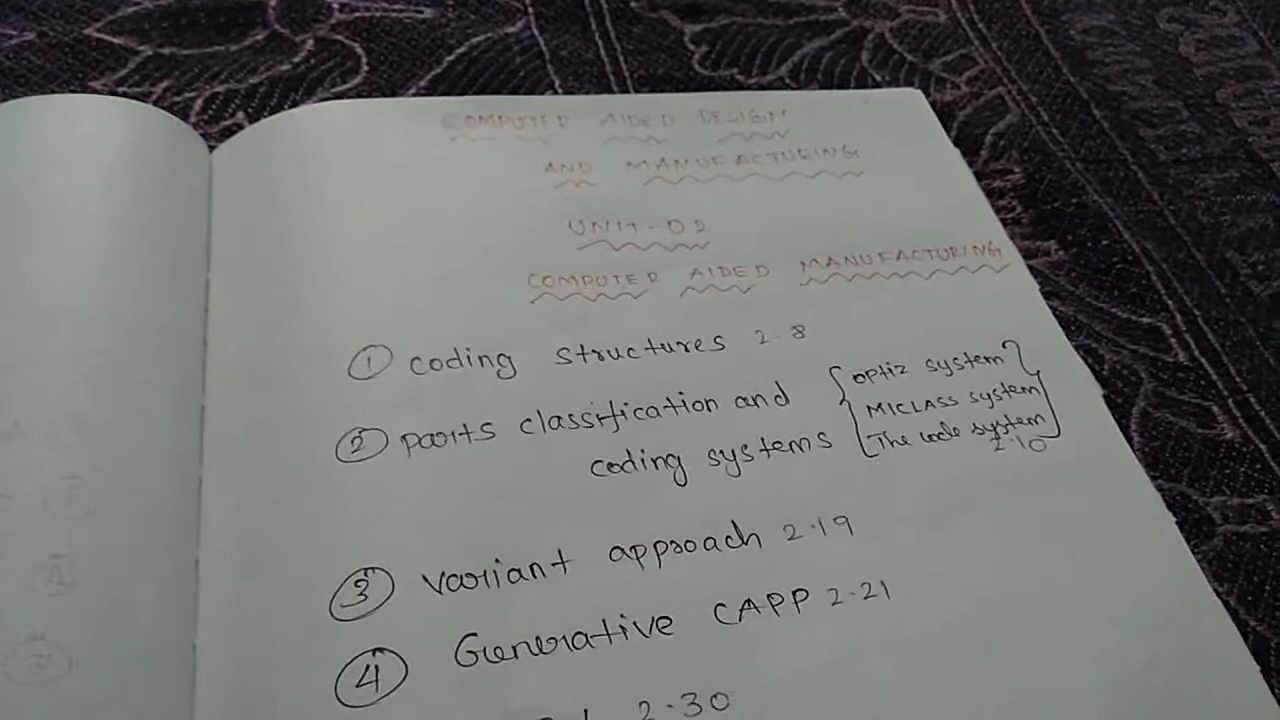 COMPUTER AIDED DESIGN
AND MANUFACTURING
UNIT-02
COMPUTER AIDED MANUFACTURING
① coding structures 2.8
② parts classification and
coding systems
{optiz system
MICLASS system
The code system}
2.10
③ variant approach 2.19
④ Generative CAPP 2.21
2.30